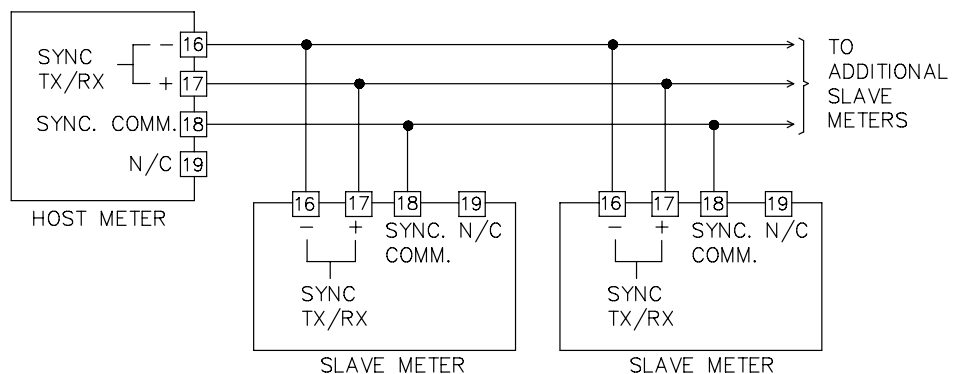 SYNC
TX/RX
− 16
+ 17
SYNC. COMM. 18
N/C 19
HOST METER
TO
ADDITIONAL
SLAVE
METERS
16 17 18 19
− + SYNC. N/C
COMM.
SYNC
TX/RX
SLAVE METER
16 17 18 19
− + SYNC. N/C
COMM.
SYNC
TX/RX
SLAVE METER